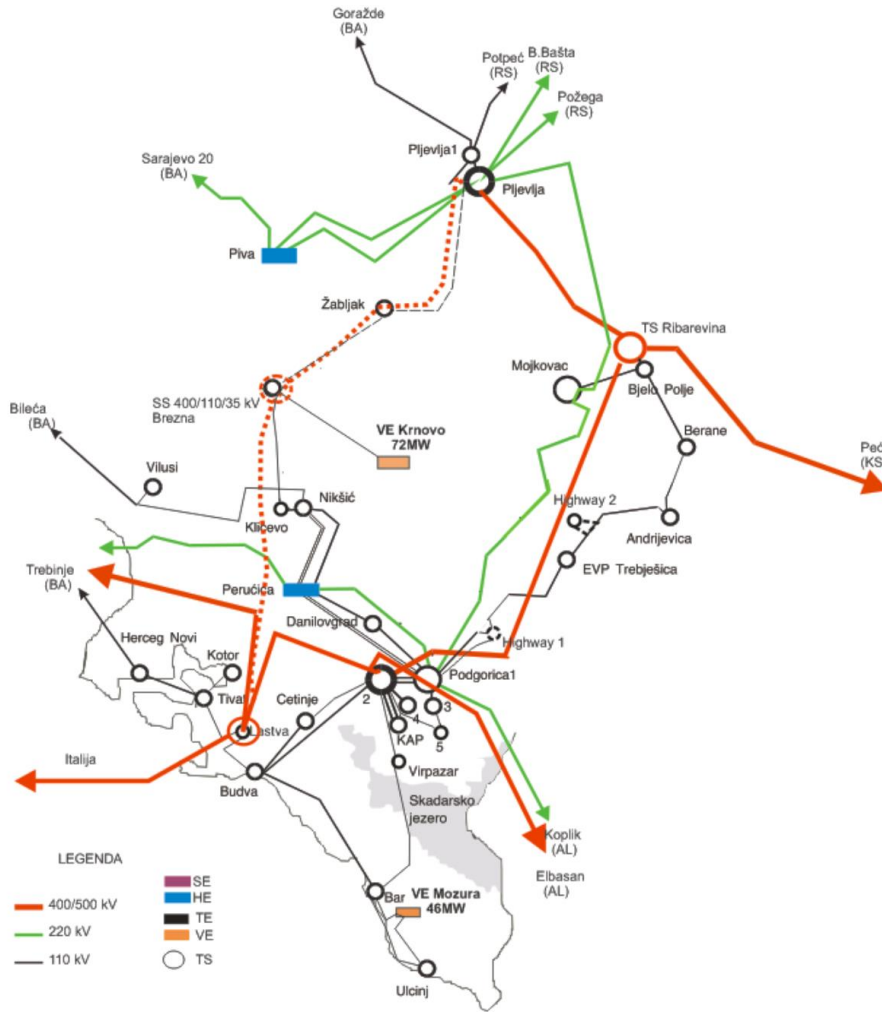 Goražde
(BA)
Potpeć
(RS)
B.Bašta
(RS)
Požega
(RS)
Pljevlja1
Sarajevo 20
(BA)
Pljevlja
Piva
Žabljak
TS Ribarevina
Mojkovac
Bjelo Polje
SS 400/110/35 kV
Brezna
Bileća
(BA)
VE Krnovo
72MW
Berane
Peć
(KS)
Vilusi
Nikšić
Kličevo
Highway 2
Andrijevica
EVP Trebješica
Trebinje
(BA)
Perućica
Danilovgrad
Highway 1
Herceg Novi
Kotor
Podgorica1
Tivat
Cetinje
2
4
3
Lastva
KAP
5
Italija
Virpazar
Budva
Skadarsko
jezero
Koplik
(AL)
Elbasan
(AL)
LEGENDA
SE
HE
TE
VE
TS
400/500 kV
220 kV
110 kV
Bar
VE Mozura
46MW
Ulcinj